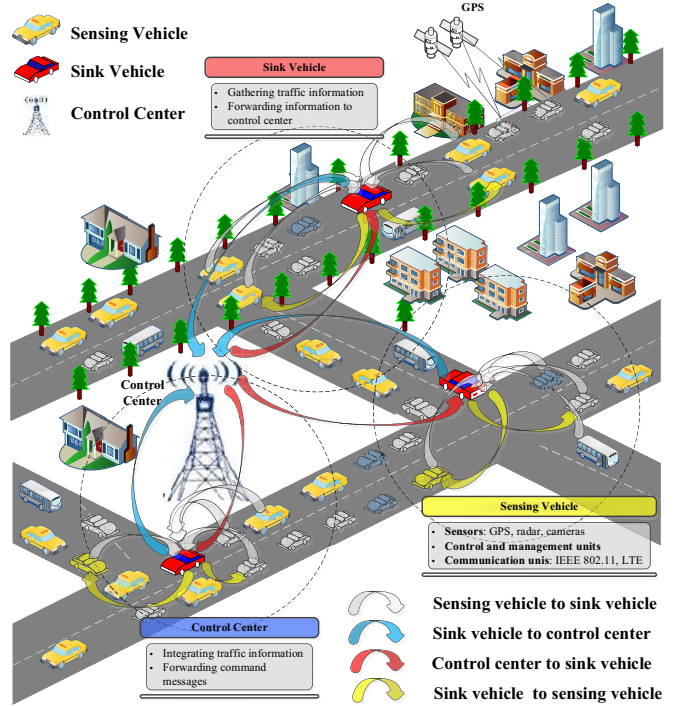 GPS
Sensing Vehicle
Sink Vehicle
Control Center
Sink Vehicle
• Gathering traffic information
• Forwarding information to
control center
Control
Center
Sensing Vehicle
• Sensors: GPS, radar, cameras
• Control and management units
• Communication unis: IEEE 802.11, LTE
Control Center
• Integrating traffic information
• Forwarding command
messages
Sensing vehicle to sink vehicle
Sink vehicle to control center
Control center to sink vehicle
Sink vehicle to sensing vehicle